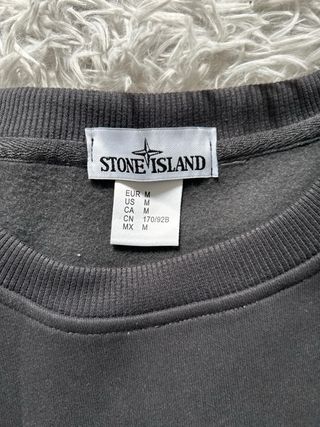 STONE ISLAND
EUR M
US M
CA M
CN 170/92B
MX M